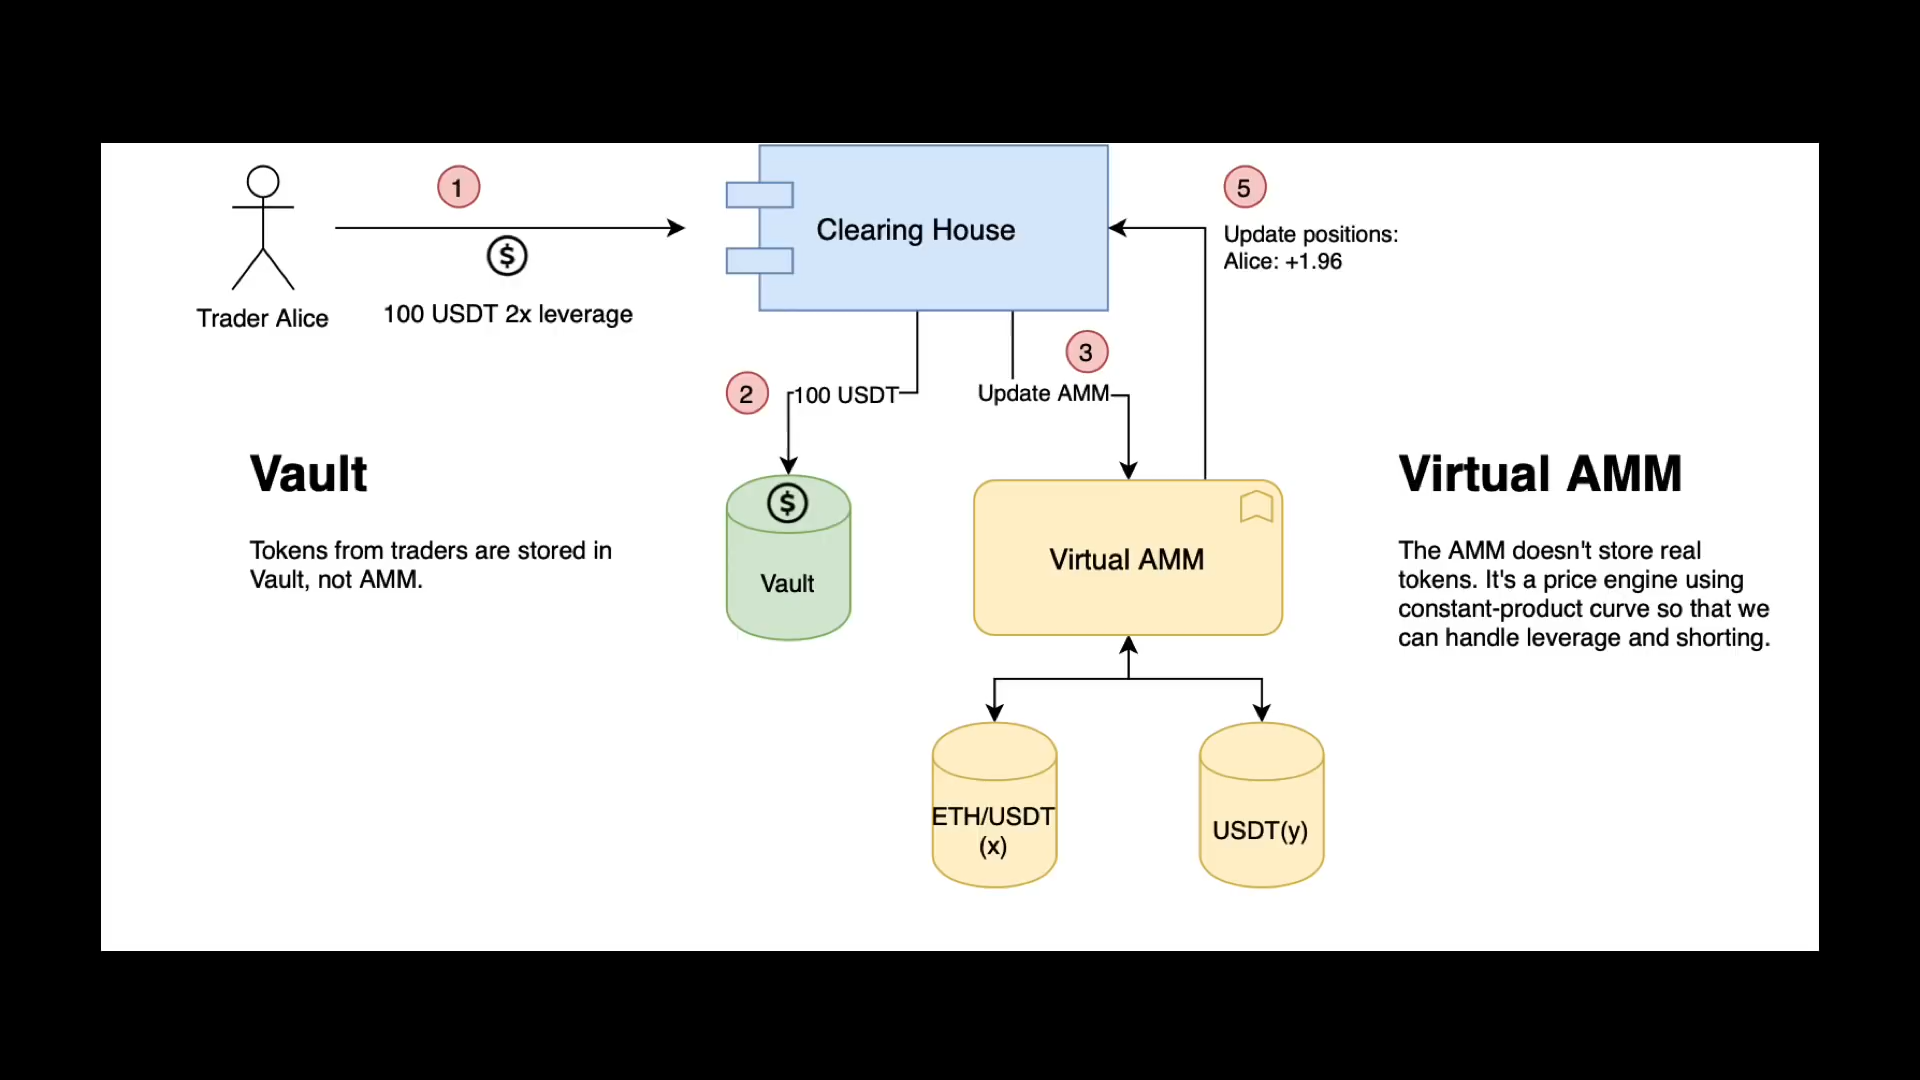 1
$
100 USDT 2x leverage
Trader Alice
Clearing House
5
Update positions:
Alice: +1.96
2
100 USDT
3
Update AMM
Vault
Tokens from traders are stored in
Vault, not AMM.
$
Vault
Virtual AMM
Virtual AMM
The AMM doesn't store real
tokens. It's a price engine using
constant-product curve so that we
can handle leverage and shorting.
ETH/USDT
(x)
USDT(y)